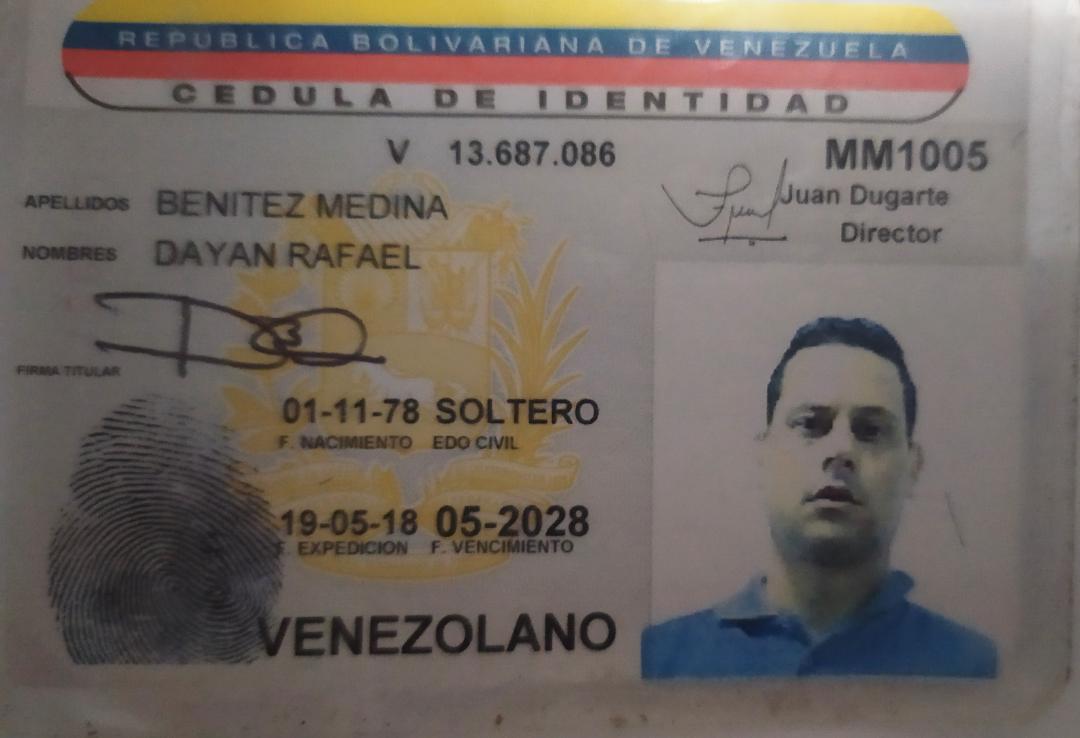 REPUBLICA BOLIVARIANA DE VENEZUELA
CEDULA DE IDENTIDAD
V 13.687.086
MM1005
Juan Dugarte
Director
APELLIDOS BENITEZ MEDINA
NOMBRES DAYAN RAFAEL
FIRMA TITULAR
01-11-78 SOLTERO
F. NACIMIENTO EDO CIVIL
19-05-18 05-2028
F. EXPEDICION F. VENCIMIENTO
VENEZOLANO